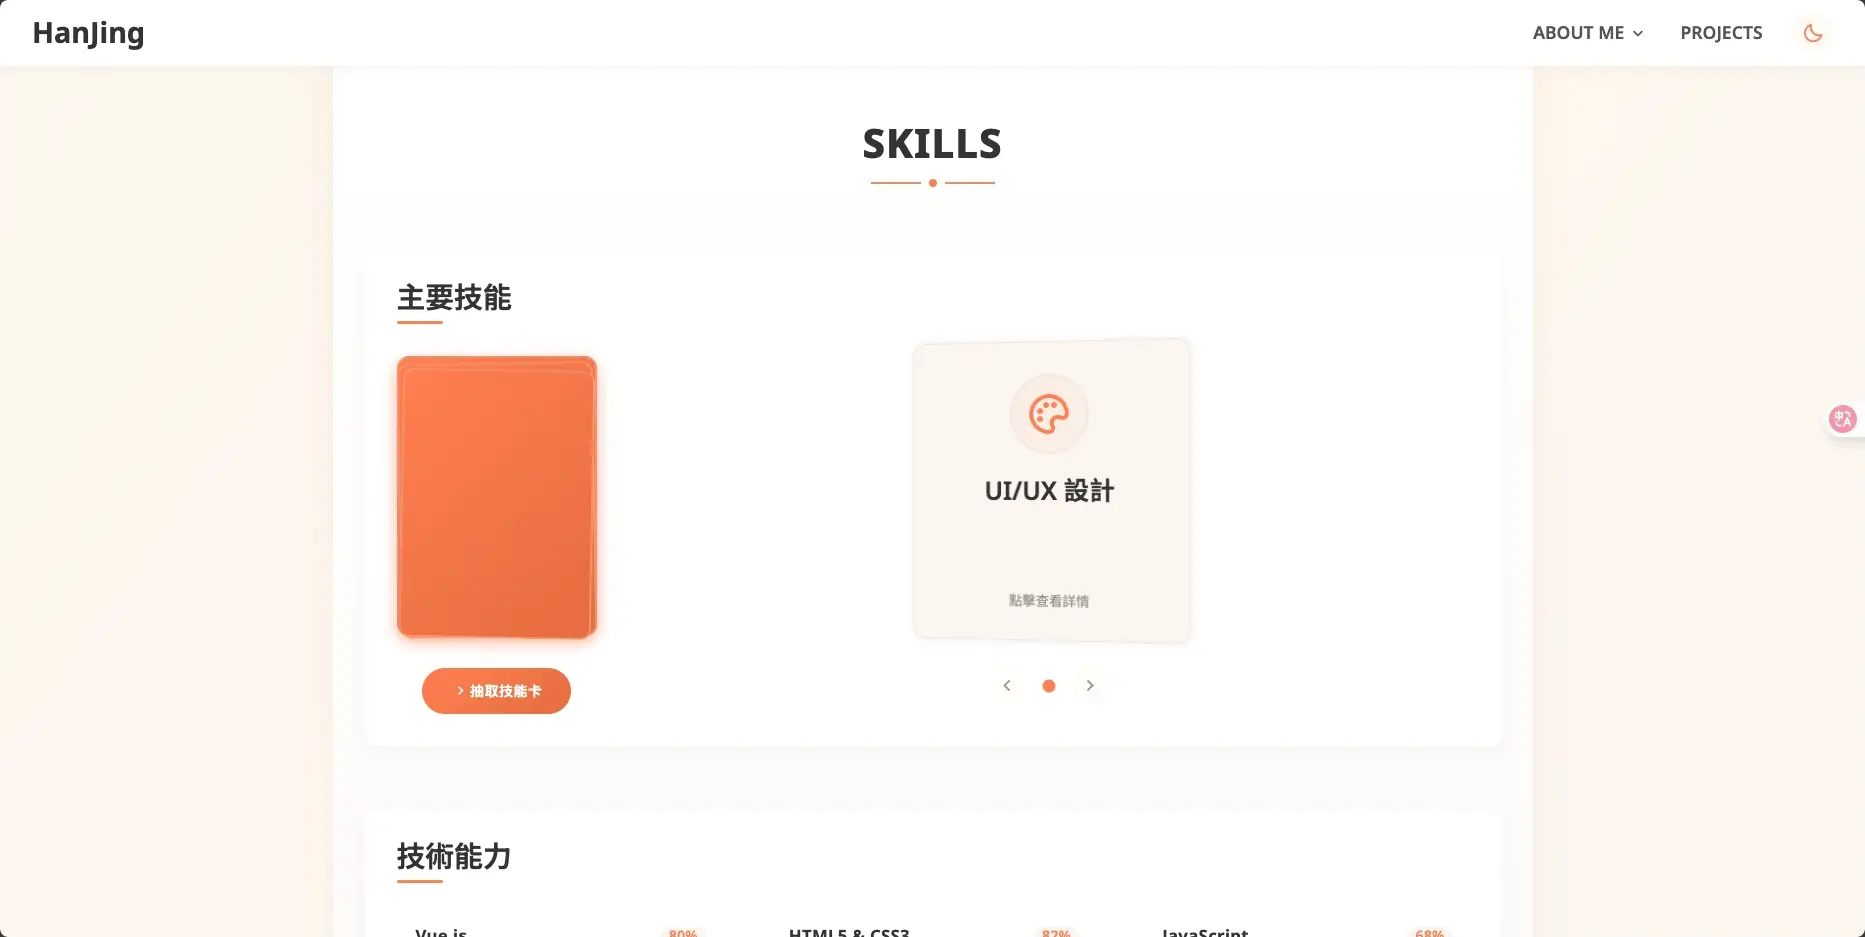 HanJing
ABOUT ME
PROJECTS
SKILLS
主要技能
UI/UX 設計
點擊查看詳情
抽取技能卡
技術能力
Vue.js
80%
HTML5 & CSS3
82%
JavaScript
68%